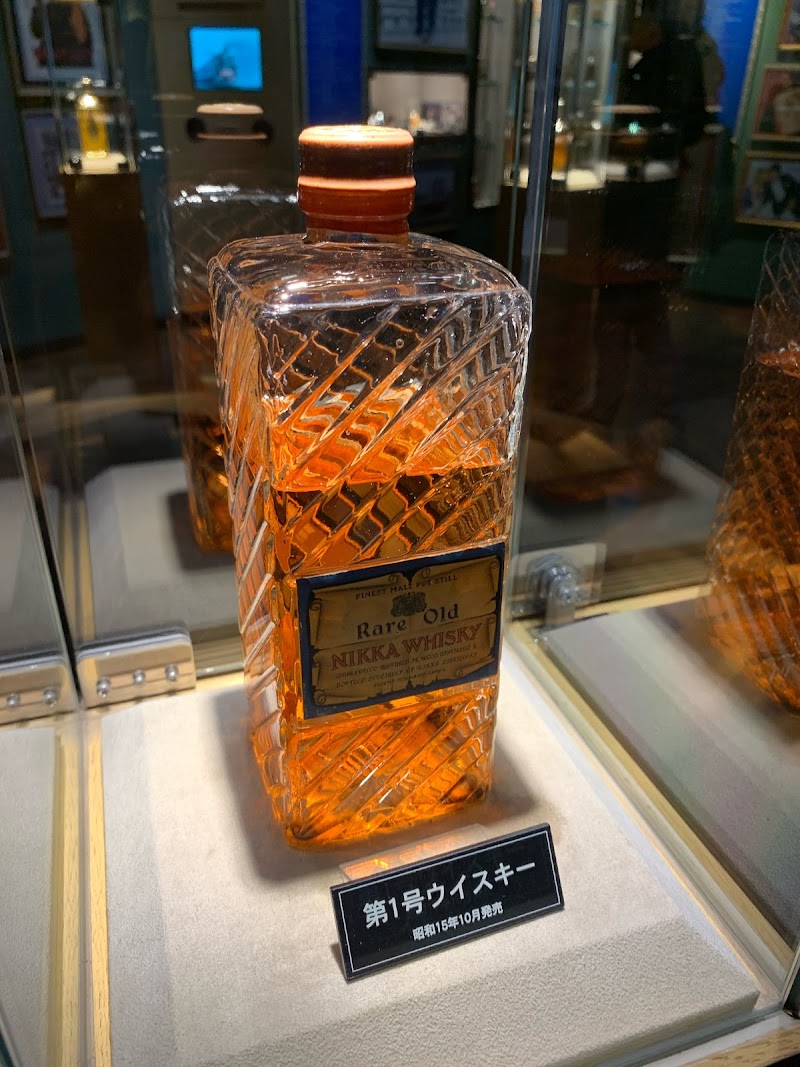 FINEST MALT POT STILL
Rare Old
NIKKA WHISKY
第1号ウイスキー
昭和15年10月発売